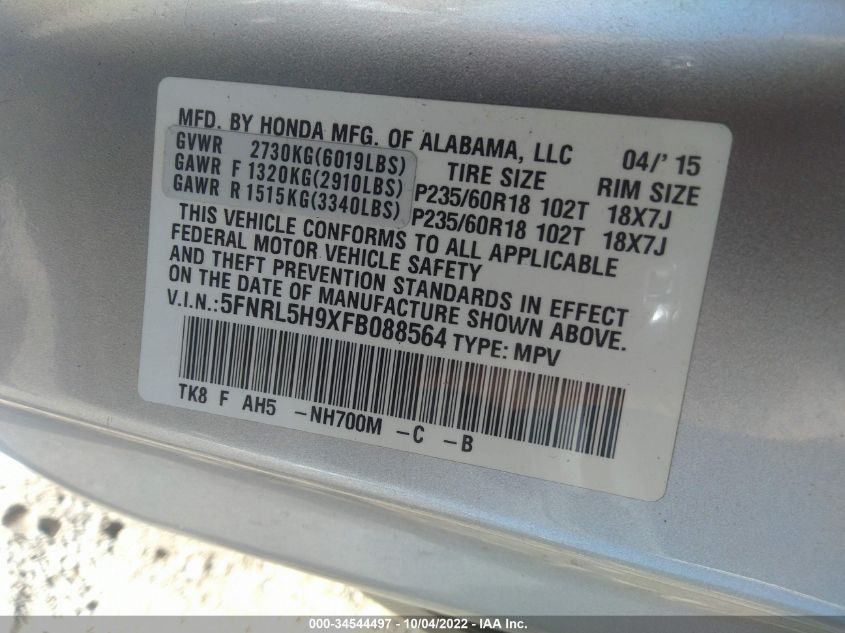 MFD. BY HONDA MFG. OF ALABAMA, LLC 04/' 15
GVWR 2730KG(6019LBS) TIRE SIZE RIM SIZE
GAWR F 1320KG(2910LBS) P235/60R18 102T 18X7J
GAWR R 1515KG(3340LBS) P235/60R18 102T 18X7J
THIS VEHICLE CONFORMS TO ALL APPLICABLE
FEDERAL MOTOR VEHICLE SAFETY
AND THEFT PREVENTION STANDARDS IN EFFECT
ON THE DATE OF MANUFACTURE SHOWN ABOVE.
V.I.N.:5FNRL5H9XFB088564 TYPE: MPV
TK8 F AH5 -NH700M -C -B
000-34544497 - 10/04/2022 - IAA Inc.